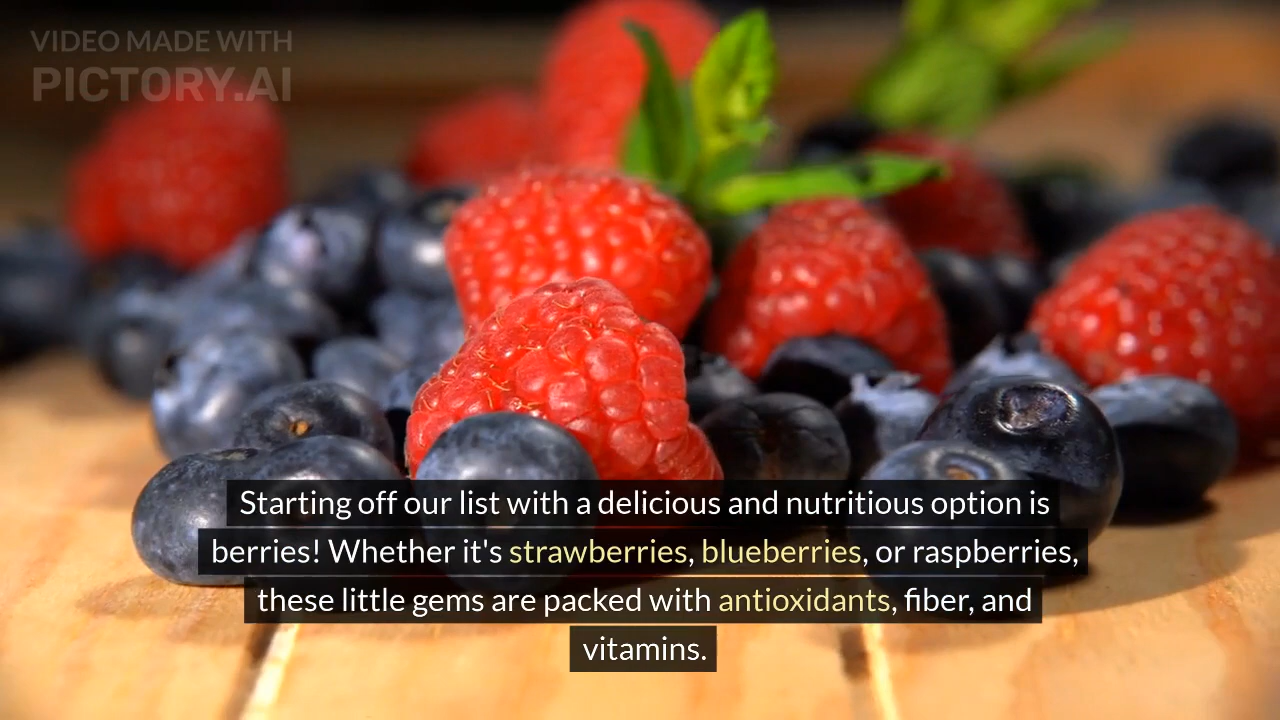 VIDEO MADE WITH
PICTORY.AI
Starting off our list with a delicious and nutritious option is
berries! Whether it's strawberries, blueberries, or raspberries,
these little gems are packed with antioxidants, fiber, and
vitamins.